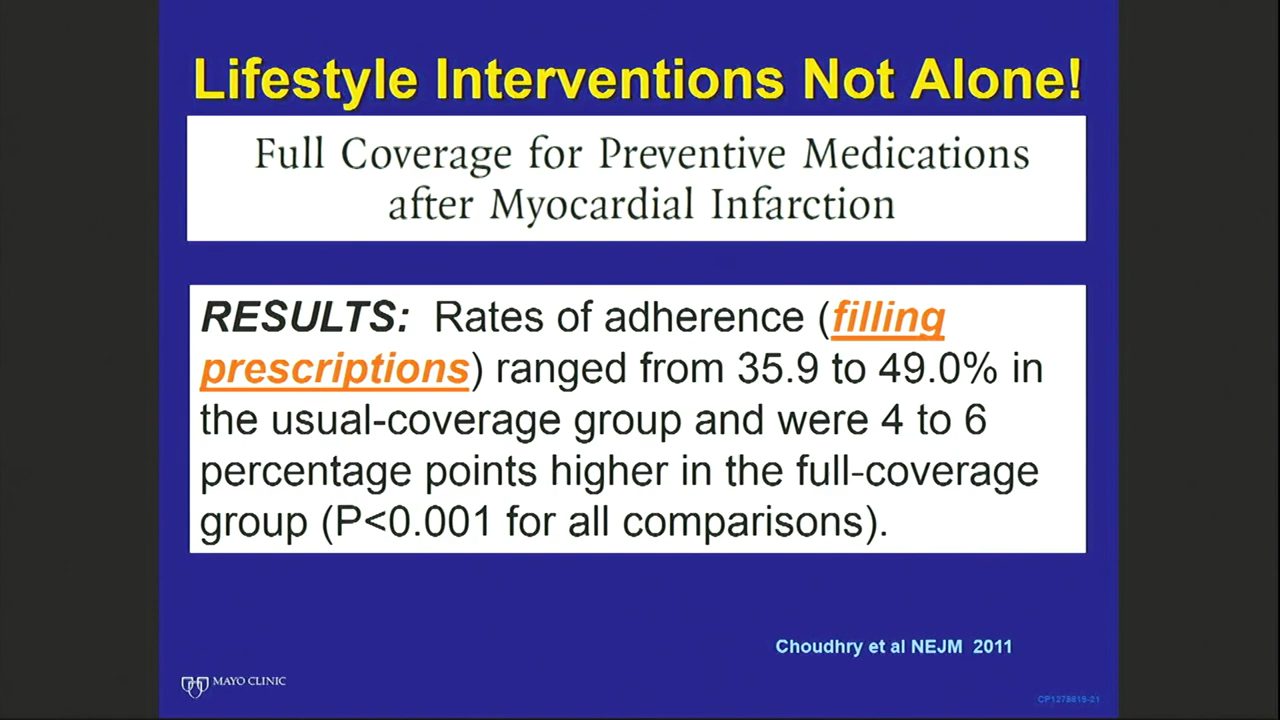 Lifestyle Interventions Not Alone!
Full Coverage for Preventive Medications
after Myocardial Infarction
RESULTS: Rates of adherence (filling
prescriptions) ranged from 35.9 to 49.0% in
the usual-coverage group and were 4 to 6
percentage points higher in the full-coverage
group (P<0.001 for all comparisons).
Choudhry et al NEJM 2011
MAYO CLINIC
CP1278819-21